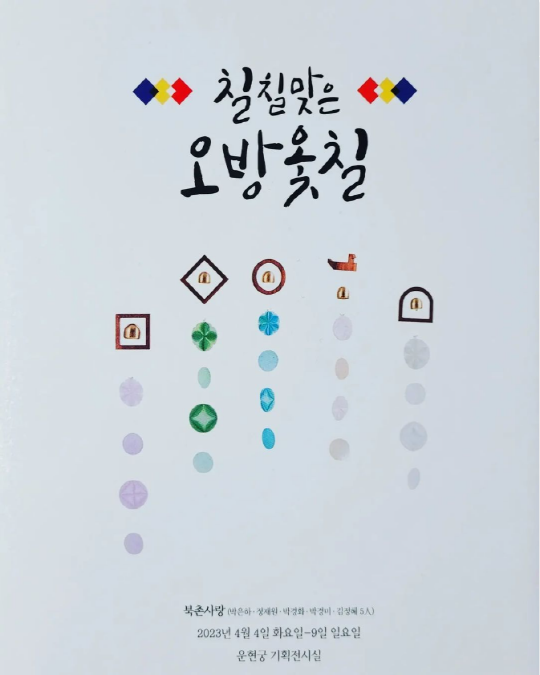 칠칠맞은
오방옻칠
북촌사랑 (박은하·정재원·박경화·박경미·김정혜 5人)
2023년 4월 4일 화요일-9일 일요일
운현궁 기획전시실